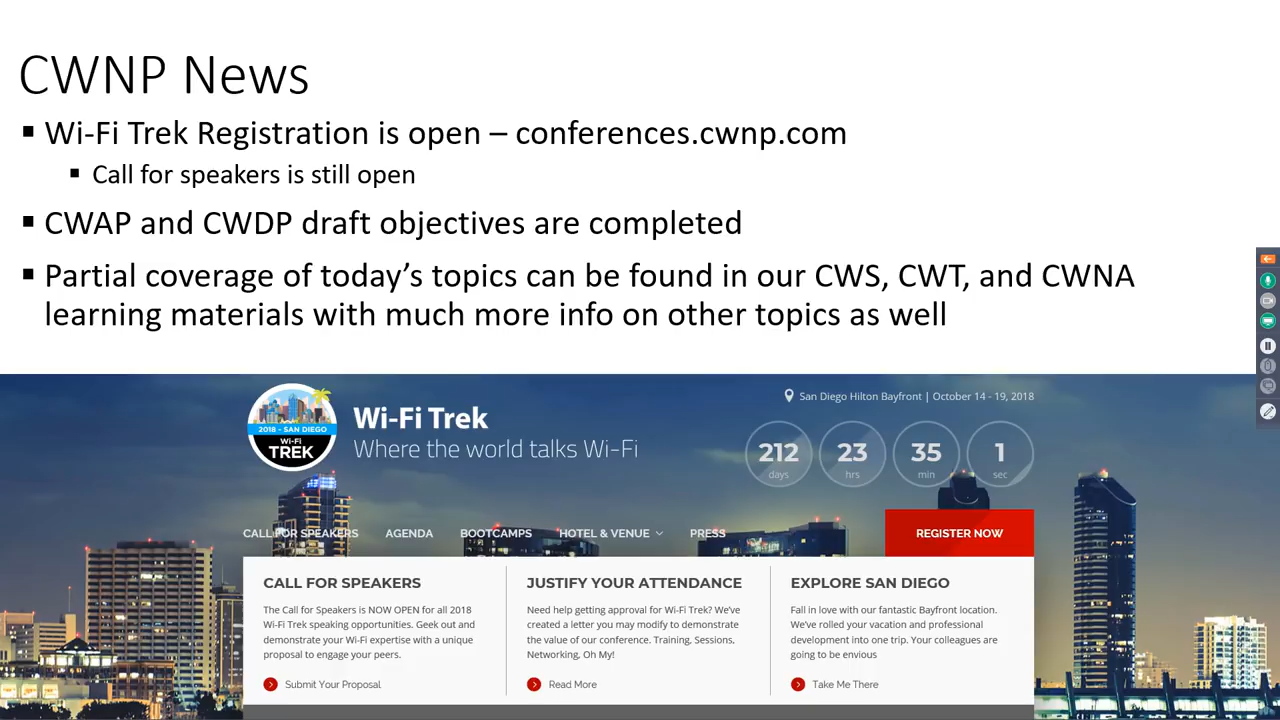 CWNP News
▪ Wi-Fi Trek Registration is open – conferences.cwnp.com
▪ Call for speakers is still open
▪ CWAP and CWDP draft objectives are completed
▪ Partial coverage of today's topics can be found in our CWS, CWT, and CWNA
learning materials with much more info on other topics as well
2018 - SAN DIEGO
Wi-Fi
TREK
Wi-Fi Trek
Where the world talks Wi-Fi
San Diego Hilton Bayfront | October 14 - 19, 2018
212 23 35 1
days hrs min sec
CALL FOR SPEAKERS AGENDA BOOTCAMPS HOTEL & VENUE PRESS REGISTER NOW
CALL FOR SPEAKERS
The Call for Speakers is NOW OPEN for all 2018
Wi-Fi Trek speaking opportunities. Geek out and
demonstrate your Wi-Fi expertise with a unique
proposal to engage your peers.
Submit Your Proposal
JUSTIFY YOUR ATTENDANCE
Need help getting approval for Wi-Fi Trek? We've
created a letter you may modify to demonstrate
the value of our conference. Training, Sessions,
Networking, Oh My!
Read More
EXPLORE SAN DIEGO
Fall in love with our fantastic Bayfront location.
We've rolled your vacation and professional
development into one trip. Your colleagues are
going to be envious
Take Me There